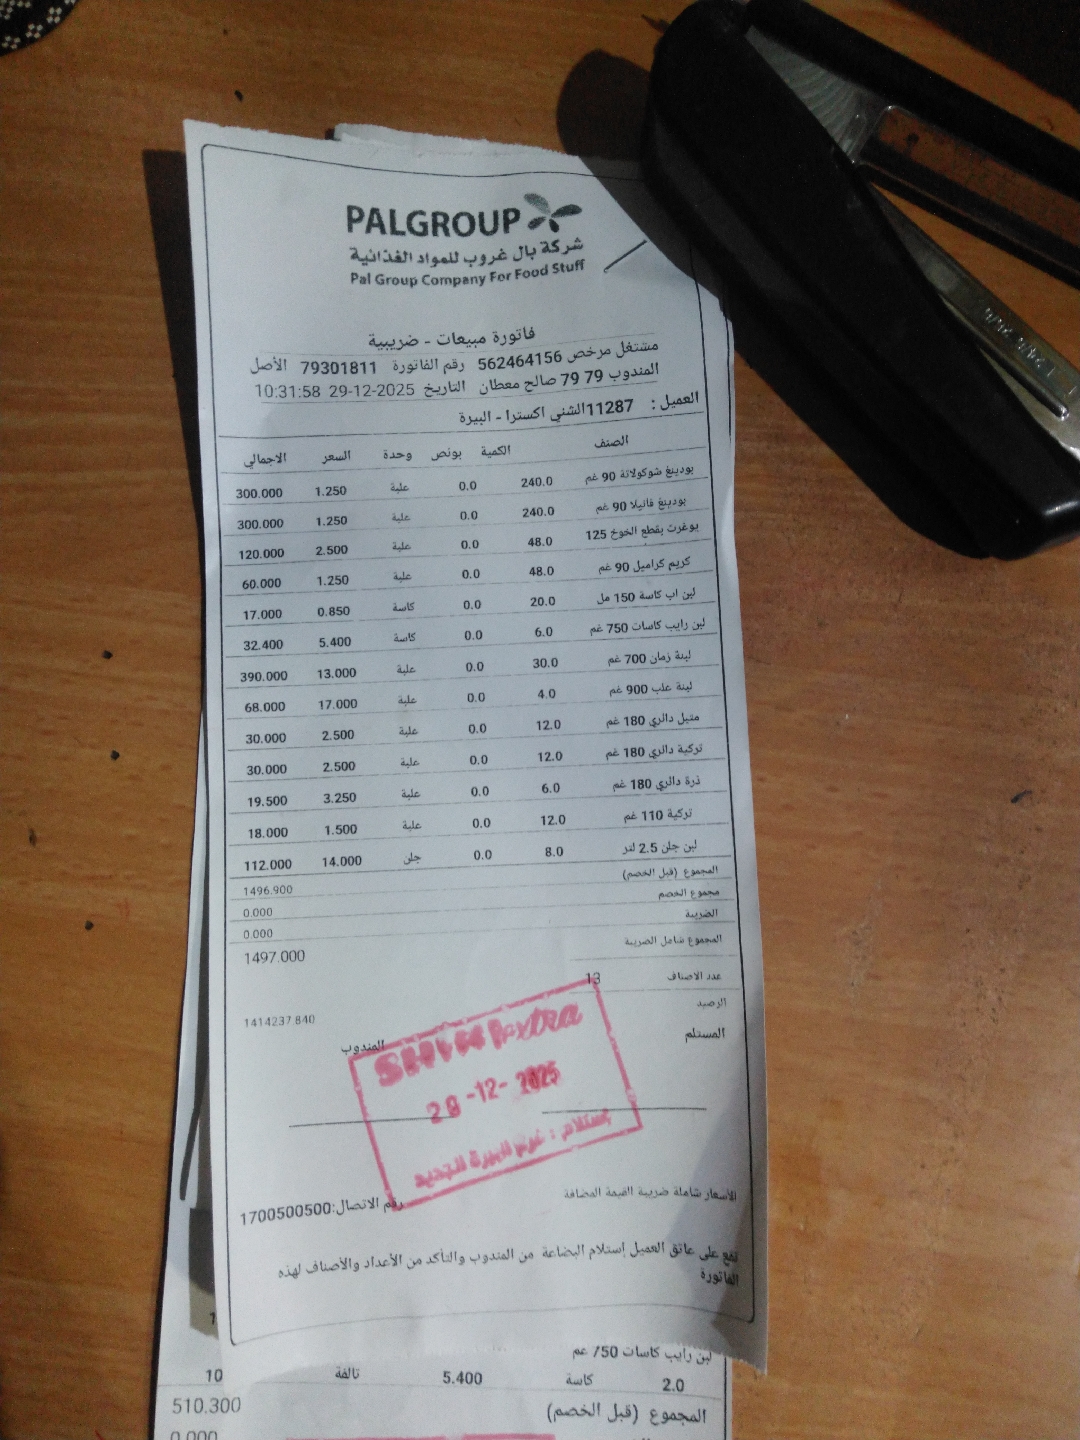 PALGROUP
شركة بال غروب للمواد الغذائية
Pal Group Company For Food Stuff
فاتورة مبيعات - ضريبية
مشتغل مرخص 562464156 رقم الفاتورة 79301811 الأصل
المندوب 79 79 صالح معطان التاريخ 29-12-2025 10:31:58
العميل : 11287الشني اكسترا - البيرة
الصنف الكمية بونص وحدة السعر الاجمالي
بودينغ شوكولاتة 90 غم 240.0 0.0 علبة 1.250 300.000
بودينغ فانيلا 90 غم 240.0 0.0 علبة 1.250 300.000
يوغرت بقطع الخوخ 125 48.0 0.0 علبة 2.500 120.000
كريم كراميل 90 غم 48.0 0.0 علبة 1.250 60.000
لبن اب كاسة 150 مل 20.0 0.0 كاسة 0.850 17.000
لبن رايب كاسات 750 غم 6.0 0.0 كاسة 5.400 32.400
لبنة زمان 700 غم 30.0 0.0 علبة 13.000 390.000
لبنة علب 900 غم 4.0 0.0 علبة 17.000 68.000
متبل دالري 180 غم 12.0 0.0 علبة 2.500 30.000
تركية دالري 180 غم 12.0 0.0 علبة 2.500 30.000
ذرة دالري 180 غم 6.0 0.0 علبة 3.250 19.500
تركية 110 غم 12.0 0.0 علبة 1.500 18.000
لبن جلن 2.5 لتر 8.0 0.0 جلن 14.000 112.000
المجموع (قبل الخصم) 1496.900
مجموع الخصم 0.000
الضريبة 0.000
المجموع شامل الضريبة 1497.000
عدد الاصناف 13
الرصيد 1414237.840
المستلم المندوب
SHINI Extra
29-12-2025
إستلام : فرع البيرة الجديد
الأسعار شاملة ضريبة القيمة المضافة
رقم الاتصال:1700500500
تقع على عاتق العميل إستلام البضاعة من المندوب والتأكد من الأعداد والأصناف لهذه
الفاتورة
لبن رايب كاسات 750 غم
2.0 كاسة 5.400 تالفة 10
المجموع (قبل الخصم) 510.300
0.000